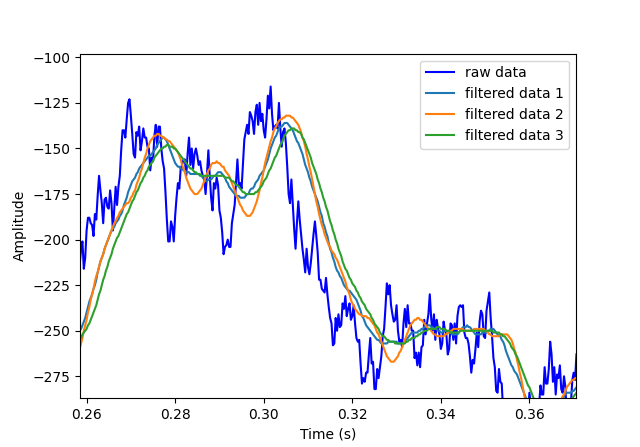 −100
−125
−150
−175
−200
−225
−250
−275
Amplitude
0.26 0.28 0.30 0.32 0.34 0.36
Time (s)
raw data
filtered data 1
filtered data 2
filtered data 3